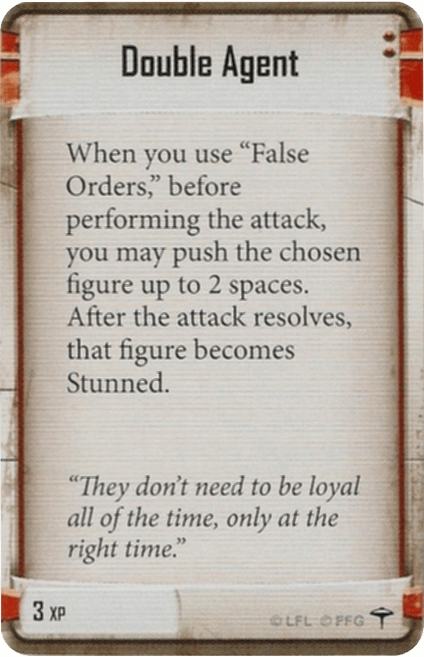 Double Agent
When you use “False
Orders,” before
performing the attack,
you may push the chosen
figure up to 2 spaces.
After the attack resolves,
that figure becomes
Stunned.
“They don’t need to be loyal
all of the time, only at the
right time.”
3 XP
© LFL © FFG